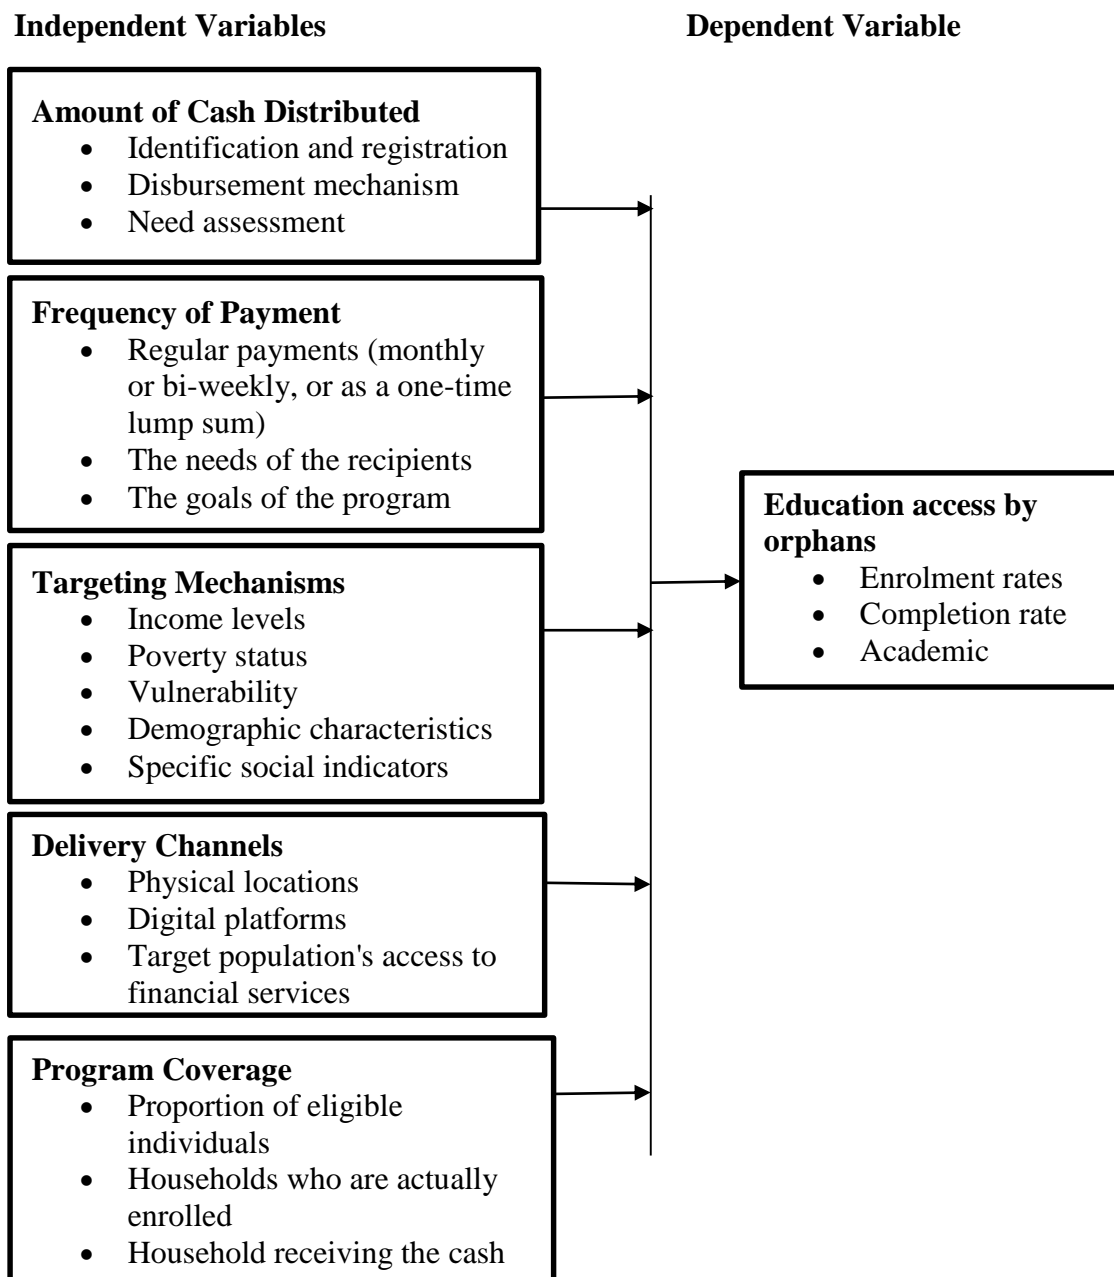 Independent Variables
Dependent Variable
Amount of Cash Distributed
• Identification and registration
• Disbursement mechanism
• Need assessment
Frequency of Payment
• Regular payments (monthly
or bi-weekly, or as a one-time
lump sum)
• The needs of the recipients
• The goals of the program
Targeting Mechanisms
• Income levels
• Poverty status
• Vulnerability
• Demographic characteristics
• Specific social indicators
Delivery Channels
• Physical locations
• Digital platforms
• Target population's access to
financial services
Program Coverage
• Proportion of eligible
individuals
• Households who are actually
enrolled
• Household receiving the cash
Education access by
orphans
• Enrolment rates
• Completion rate
• Academic